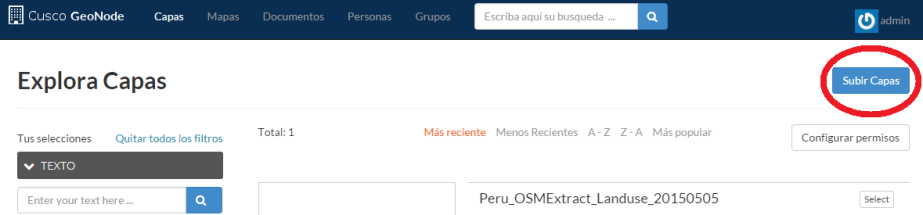 Cusco GeoNode Capas Mapas Documentos Personas Grupos Escriba aquí su busqueda ... admin
Explora Capas Subir Capas
Tus selecciones Quitar todos los filtros Total: 1 Más reciente Menos Recientes A - Z Z - A Más popular Configurar permisos
TEXTO
Enter your text here ... Peru_OSMExtract_Landuse_20150505 Select